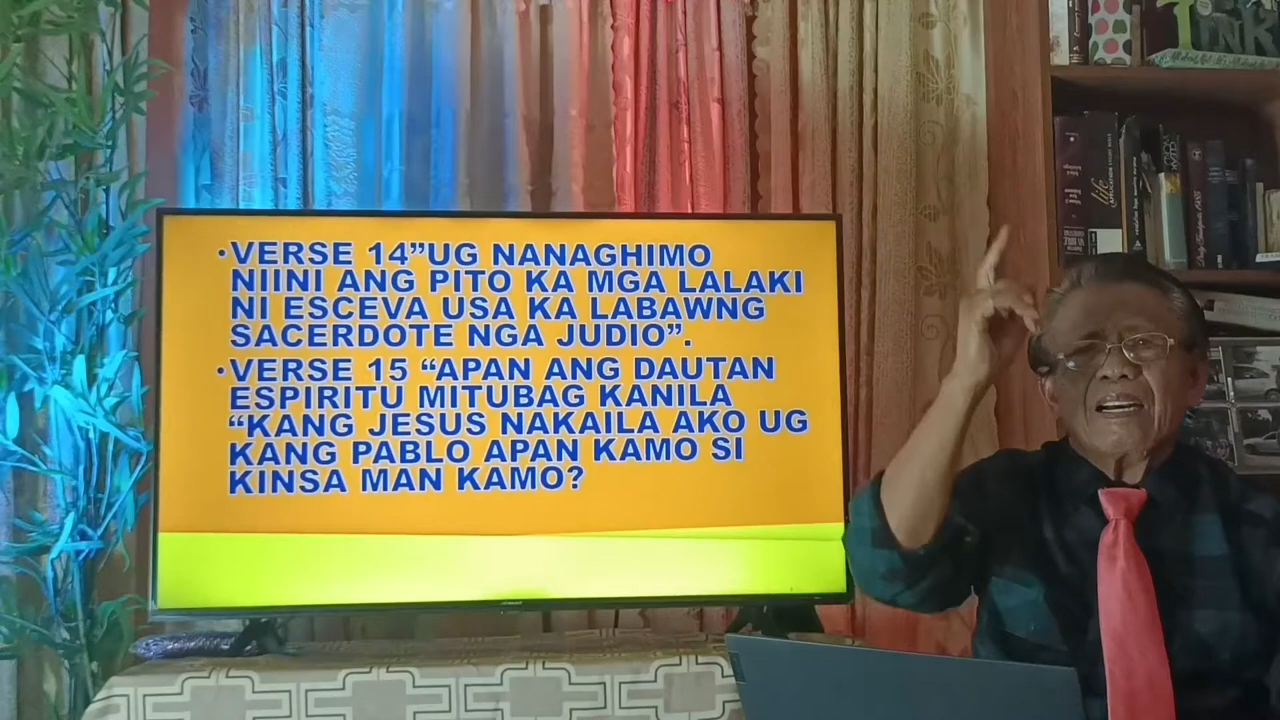 •VERSE 14”UG NANAGHIMO
NIINI ANG PITO KA MGA LALAKI
NI ESCEVA USA KA LABAWNG
SACERDOTE NGA JUDIO”.
•VERSE 15 “APAN ANG DAUTAN
ESPIRITU MITUBAG KANILA
“KANG JESUS NAKAILA AKO UG
KANG PABLO APAN KAMO SI
KINSA MAN KAMO?
life